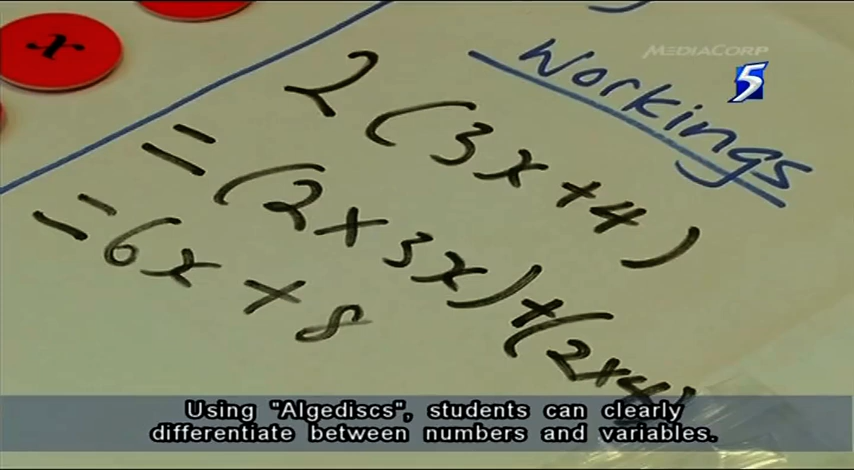 x
MEDIACORP
5
Workings
2(3x+4)
=(2×3x)+(2×4)
=6x+8
Using "Algediscs", students can clearly
differentiate between numbers and variables.